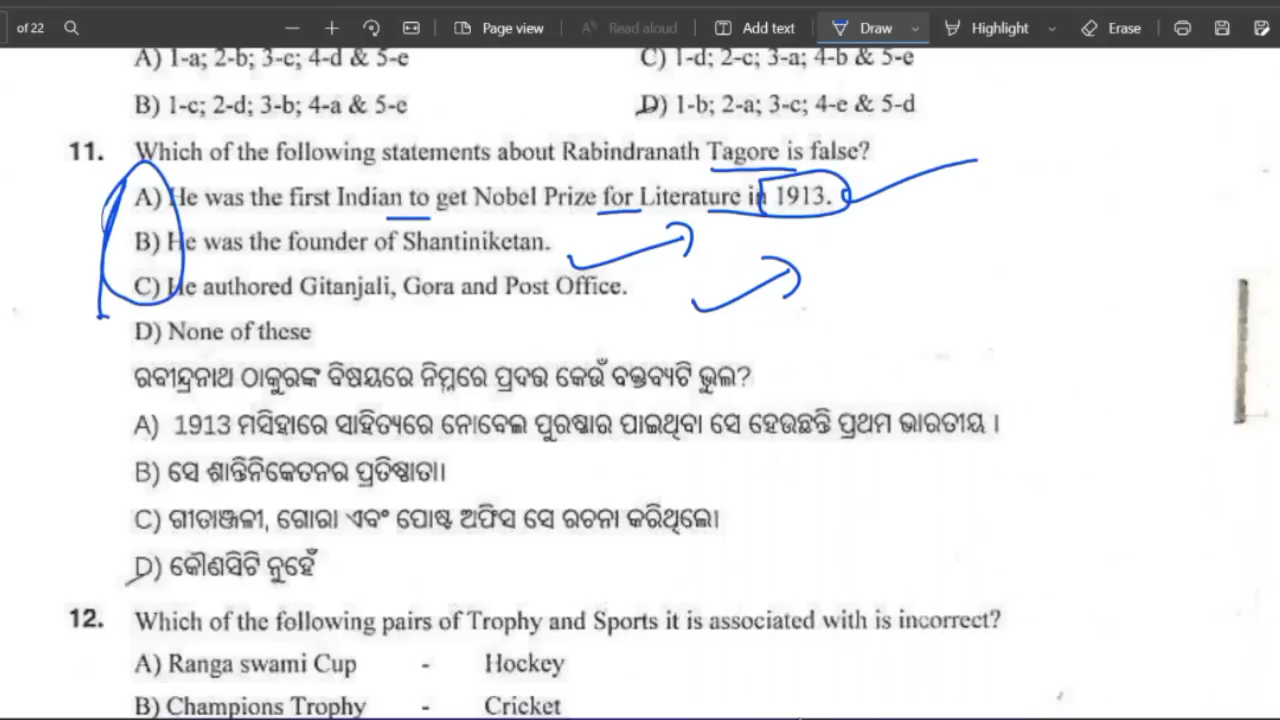 of 22 Page view Read aloud Add text Draw Highlight Erase
A) 1-a; 2-b; 3-c; 4-d & 5-e C) 1-d; 2-c; 3-a; 4-b & 5-e
B) 1-c; 2-d; 3-b; 4-a & 5-e D) 1-b; 2-a; 3-c; 4-e & 5-d
11. Which of the following statements about Rabindranath Tagore is false?
A) He was the first Indian to get Nobel Prize for Literature in 1913.
B) He was the founder of Shantiniketan.
C) He authored Gitanjali, Gora and Post Office.
D) None of these
ରବୀନ୍ଦ୍ରନାଥ ଠାକୁରଙ୍କ ବିଷୟରେ ନିମ୍ନରେ ପ୍ରଦତ୍ତ କେଉଁ ବକ୍ତବ୍ୟଟି ଭୁଲ?
A) 1913 ମସିହାରେ ସାହିତ୍ୟରେ ନୋବେଲ ପୁରଷ୍କାର ପାଇଥିବା ସେ ହେଉଛନ୍ତି ପ୍ରଥମ ଭାରତୀୟ ।
B) ସେ ଶାନ୍ତିନିକେତନର ପ୍ରତିଷ୍ଠାତା।
C) ଗୀତାଞ୍ଜଳୀ, ଗୋରା ଏବଂ ପୋଷ୍ଟ ଅଫିସ ସେ ରଚନା କରିଥିଲେ।
D) କୌଣସିଟି ନୁହେଁ
12. Which of the following pairs of Trophy and Sports it is associated with is incorrect?
A) Ranga swami Cup - Hockey
B) Champions Trophy - Cricket